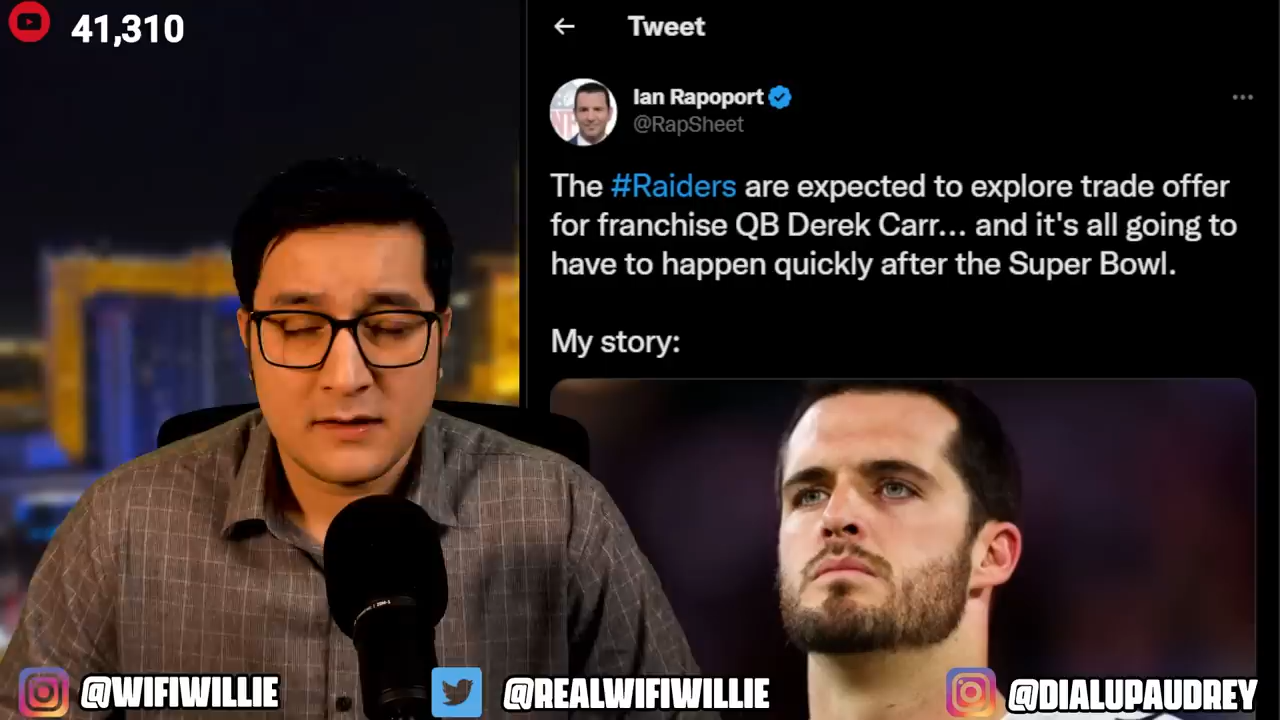 41,310
Tweet
Ian Rapoport
@RapSheet
The #Raiders are expected to explore trade offer
for franchise QB Derek Carr... and it's all going to
have to happen quickly after the Super Bowl.
My story:
@WIFIWILLIE
@REALWIFIWILLIE
@DIALUPAUDREY